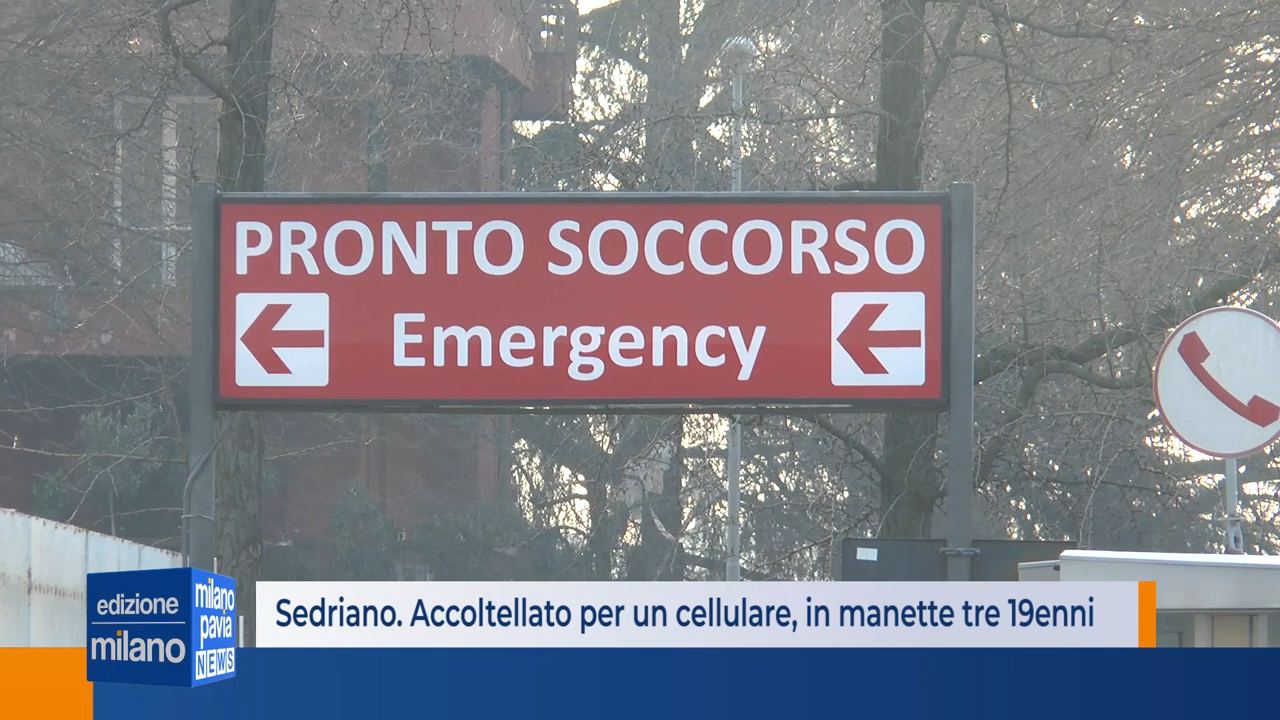 PRONTO SOCCORSO
Emergency
Sedriano. Accoltellato per un cellulare, in manette tre 19enni
edizione
milano
milano
pavia
NEWS